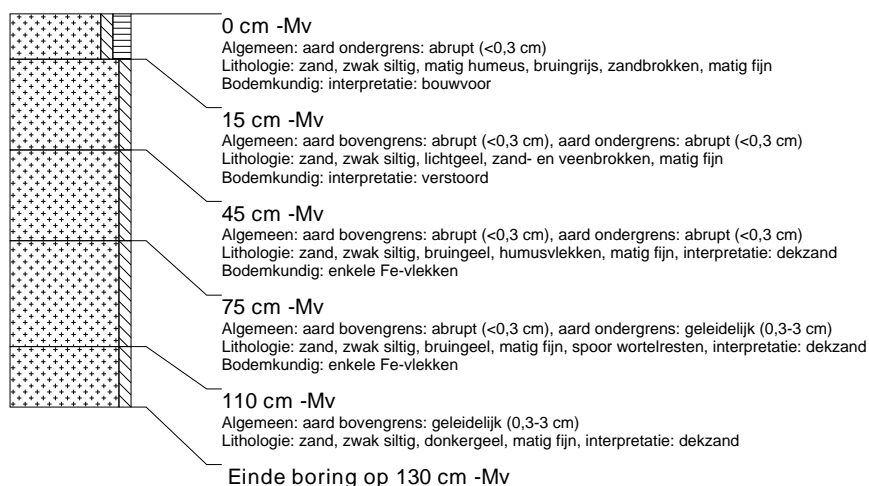 0 cm -Mv
Algemeen: aard ondergrens: abrupt (<0,3 cm)
Lithologie: zand, zwak siltig, matig humeus, bruingrijs, zandbrokken, matig fijn
Bodemkundig: interpretatie: bouwvoor
15 cm -Mv
Algemeen: aard bovengrens: abrupt (<0,3 cm), aard ondergrens: abrupt (<0,3 cm)
Lithologie: zand, zwak siltig, lichtgeel, zand- en veenbrokken, matig fijn
Bodemkundig: interpretatie: verstoord
45 cm -Mv
Algemeen: aard bovengrens: abrupt (<0,3 cm), aard ondergrens: abrupt (<0,3 cm)
Lithologie: zand, zwak siltig, bruingeel, humusvlekken, matig fijn, interpretatie: dekzand
Bodemkundig: enkele Fe-vlekken
75 cm -Mv
Algemeen: aard bovengrens: abrupt (<0,3 cm), aard ondergrens: geleidelijk (0,3-3 cm)
Lithologie: zand, zwak siltig, bruingeel, matig fijn, spoor wortelresten, interpretatie: dekzand
Bodemkundig: enkele Fe-vlekken
110 cm -Mv
Algemeen: aard bovengrens: geleidelijk (0,3-3 cm)
Lithologie: zand, zwak siltig, donkergeel, matig fijn, interpretatie: dekzand
Einde boring op 130 cm -Mv